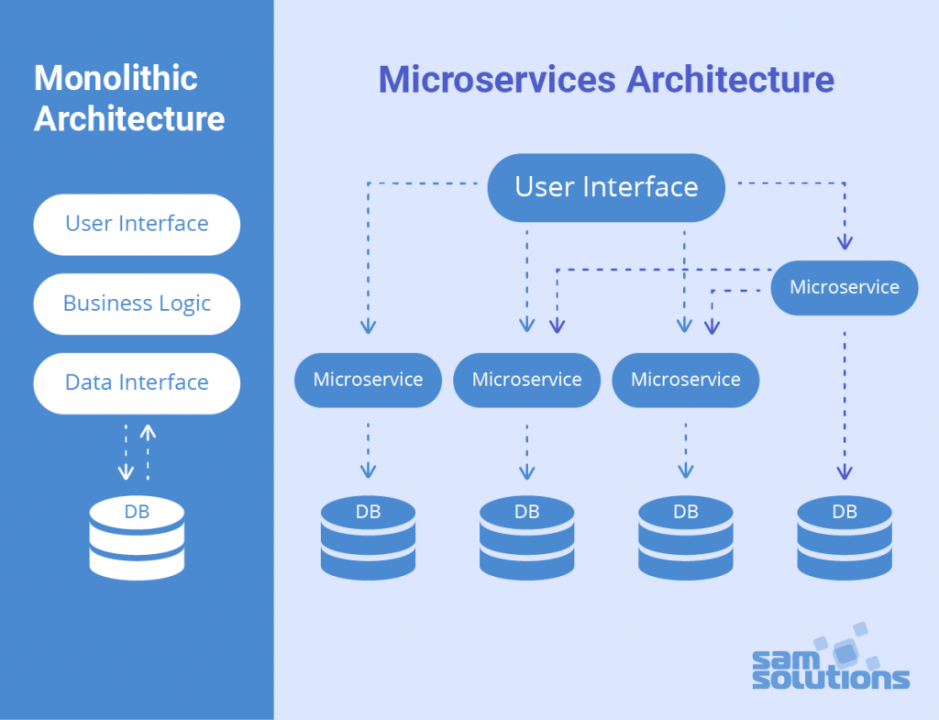 Monolithic
Architecture
User Interface
Business Logic
Data Interface
DB
Microservices Architecture
User Interface
Microservice
Microservice
Microservice
Microservice
DB
DB
DB
DB
sam
solutions